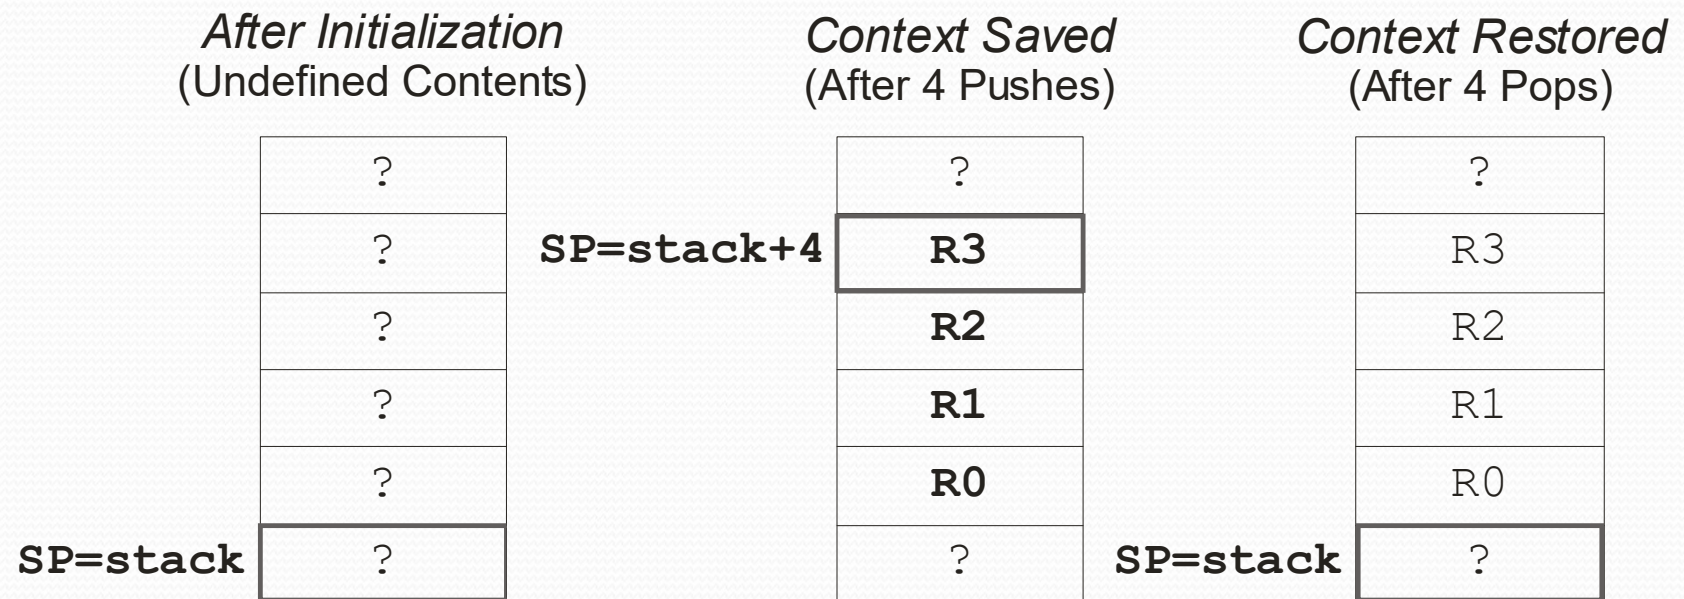 After Initialization
(Undefined Contents)
?
?
?
?
?
SP=stack ?
Context Saved
(After 4 Pushes)
?
SP=stack+4 R3
R2
R1
R0
?
Context Restored
(After 4 Pops)
?
R3
R2
R1
R0
SP=stack ?